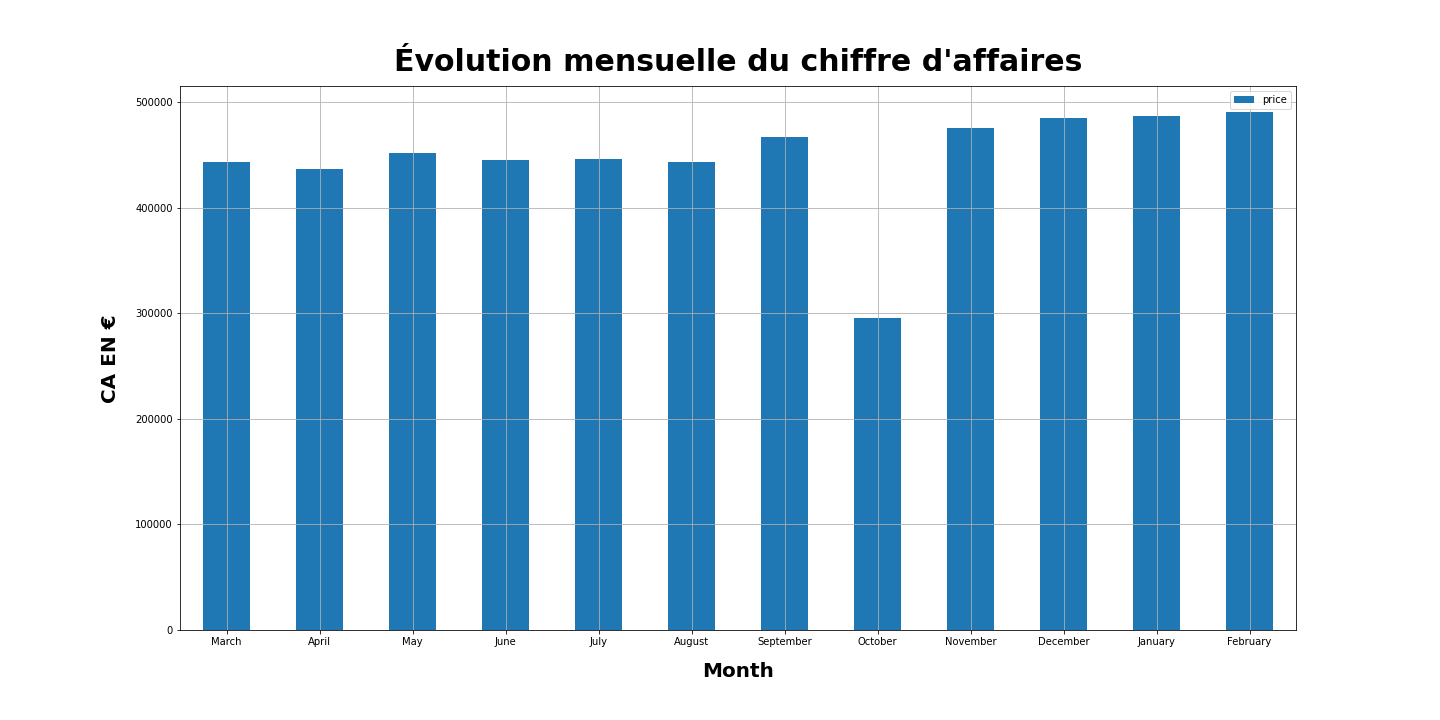 Évolution mensuelle du chiffre d'affaires
price
500000
400000
300000
200000
100000
0
CA EN €
March April May June July August September October November December January February
Month